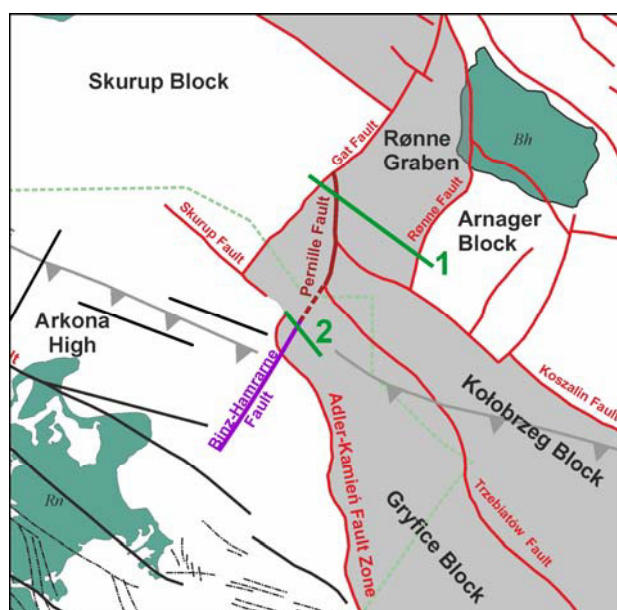 Skurup Block
Bh
Gat Fault
Rønne
Graben
Rønne Fault
Arnager
Block
Skurup Fault
Pernille Fault
1
2
Arkona
High
lt
Binz-Hamrarne
Fault
Koszalin Fault
Kołobrzeg Block
Adler-Kamień Fault Zone
Trzebiatów Fault
Gryfice Block
Rn